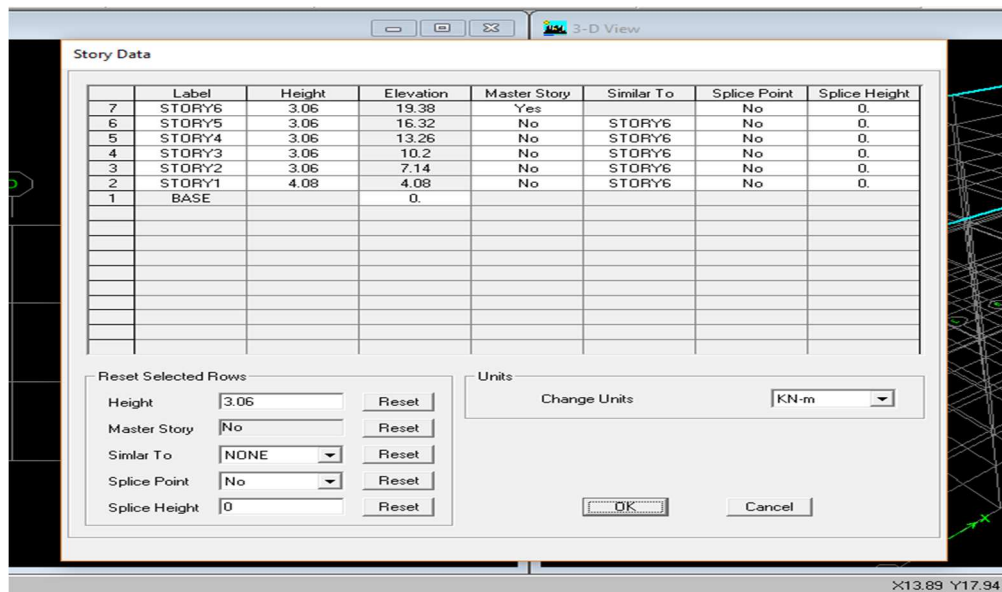 3-D View
Story Data
Label Height Elevation Master Story Similar To Splice Point Splice Height
7 STORY6 3.06 19.38 Yes No 0.
6 STORY5 3.06 16.32 No STORY6 No 0.
5 STORY4 3.06 13.26 No STORY6 No 0.
4 STORY3 3.06 10.2 No STORY6 No 0.
3 STORY2 3.06 7.14 No STORY6 No 0.
2 STORY1 4.08 4.08 No STORY6 No 0.
1 BASE 0.
Reset Selected Rows
Height 3.06 Reset
Master Story No Reset
Simlar To NONE Reset
Splice Point No Reset
Splice Height 0 Reset
Units
Change Units KN-m
OK Cancel
X
X13.89 Y17.94